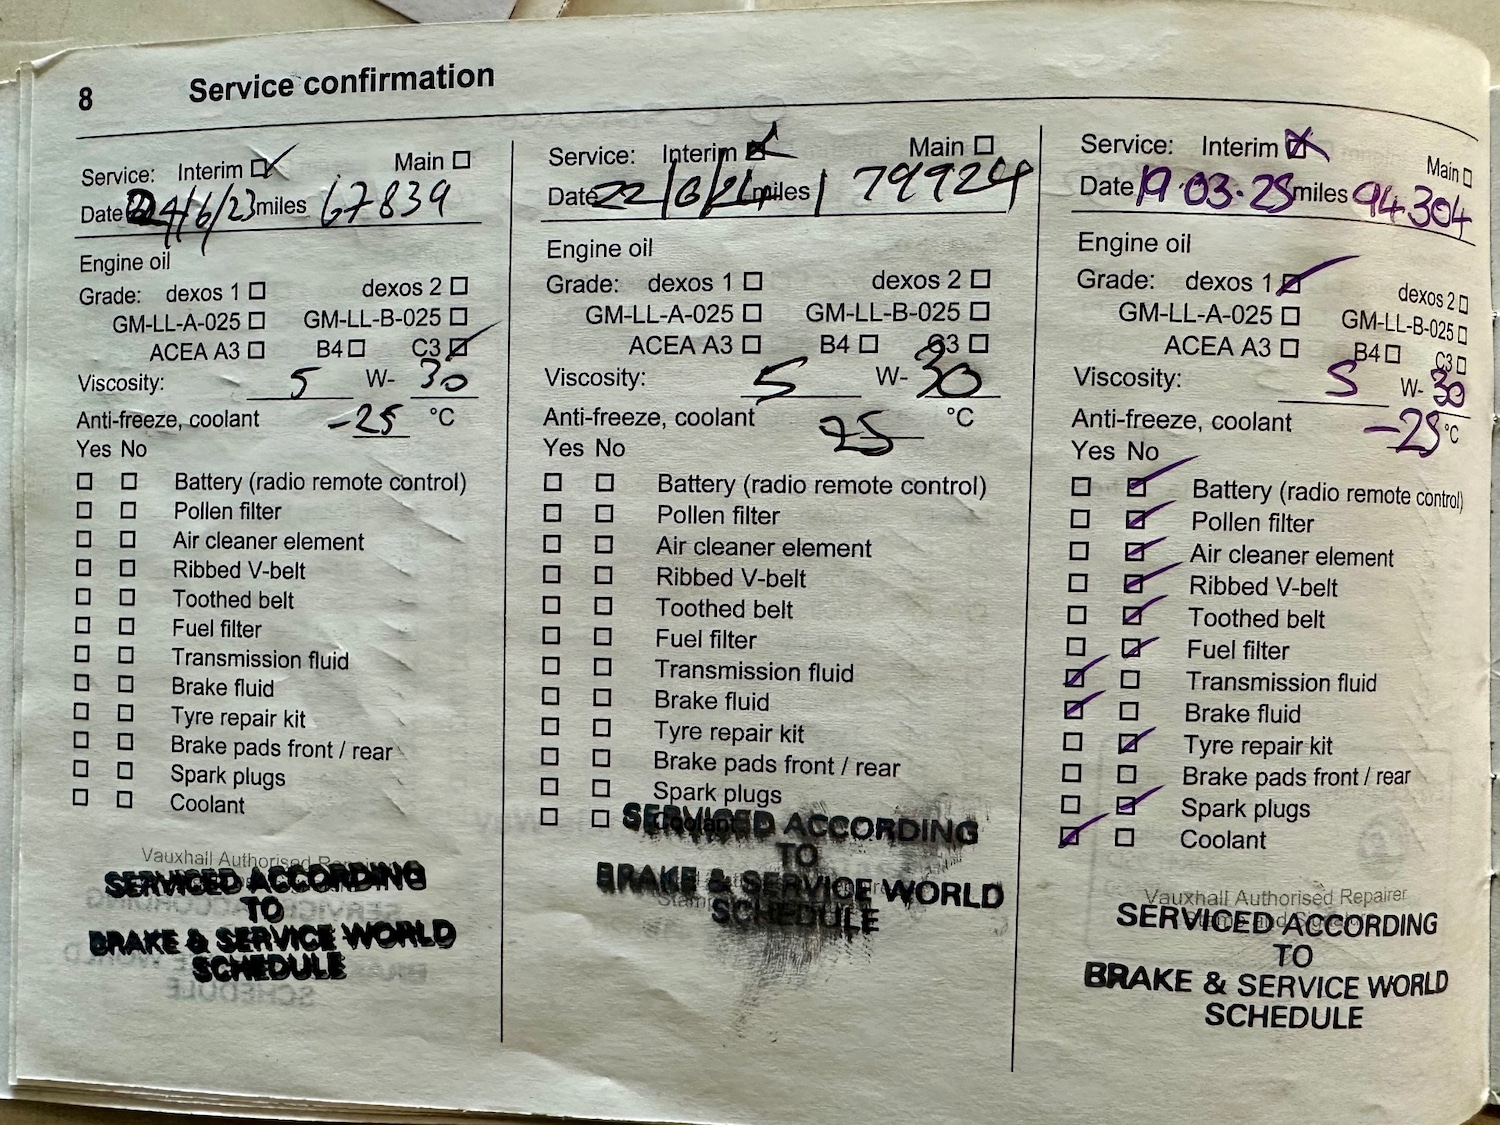 8 Service confirmation
Service: Interim Main
Date 24/6/23 miles 67839
Engine oil
Grade: dexos 1 dexos 2
GM-LL-A-025 GM-LL-B-025
ACEA A3 B4 C3
Viscosity: 5 W- 30
Anti-freeze, coolant -25 °C
Yes No
Battery (radio remote control)
Pollen filter
Air cleaner element
Ribbed V-belt
Toothed belt
Fuel filter
Transmission fluid
Brake fluid
Tyre repair kit
Brake pads front / rear
Spark plugs
Coolant
Vauxhall Authorised Repairer
SERVICED ACCORDING
TO
BRAKE & SERVICE WORLD
SCHEDULE
Service: Interim Main
Date miles 79924
Engine oil
Grade: dexos 1 dexos 2
GM-LL-A-025 GM-LL-B-025
ACEA A3 B4 C3
Viscosity: 5 W- 30
Anti-freeze, coolant 25 °C
Yes No
Battery (radio remote control)
Pollen filter
Air cleaner element
Ribbed V-belt
Toothed belt
Fuel filter
Transmission fluid
Brake fluid
Tyre repair kit
Brake pads front / rear
Spark plugs
Coolant
SERVICED ACCORDING
TO
BRAKE & SERVICE WORLD
SCHEDULE
Service: Interim Main
Date 19.03.25 miles 94304
Engine oil
Grade: dexos 1 dexos 2
GM-LL-A-025 GM-LL-B-025
ACEA A3 B4 C3
Viscosity: 5 W- 30
Anti-freeze, coolant -25 °C
Yes No
Battery (radio remote control)
Pollen filter
Air cleaner element
Ribbed V-belt
Toothed belt
Fuel filter
Transmission fluid
Brake fluid
Tyre repair kit
Brake pads front / rear
Spark plugs
Coolant
Vauxhall Authorised Repairer
SERVICED ACCORDING
TO
BRAKE & SERVICE WORLD
SCHEDULE